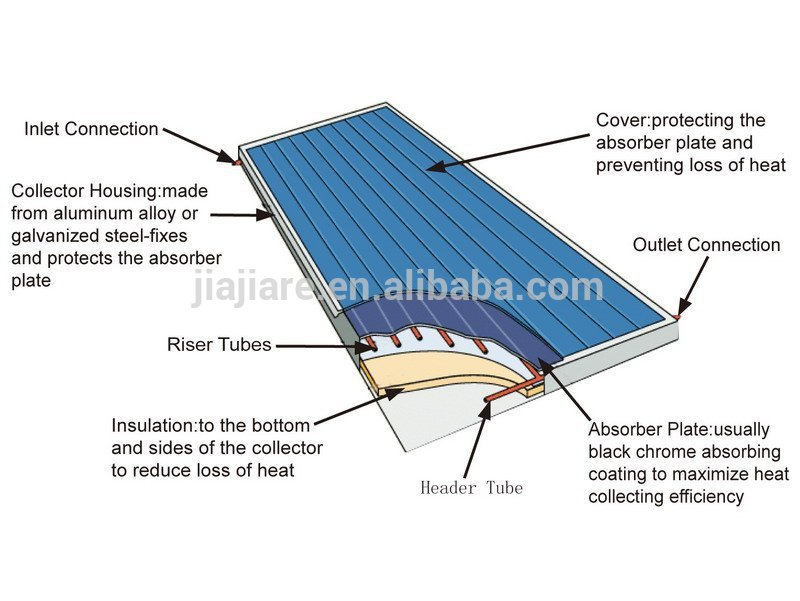 Inlet Connection
Cover:protecting the
absorber plate and
preventing loss of heat
Collector Housing:made
from aluminum alloy or
galvanized steel-fixes
and protects the absorber
plate
Outlet Connection
jiajiare.en.alibaba.com
Riser Tubes
Insulation:to the bottom
and sides of the collector
to reduce loss of heat
Header Tube
Absorber Plate:usually
black chrome absorbing
coating to maximize heat
collecting efficiency